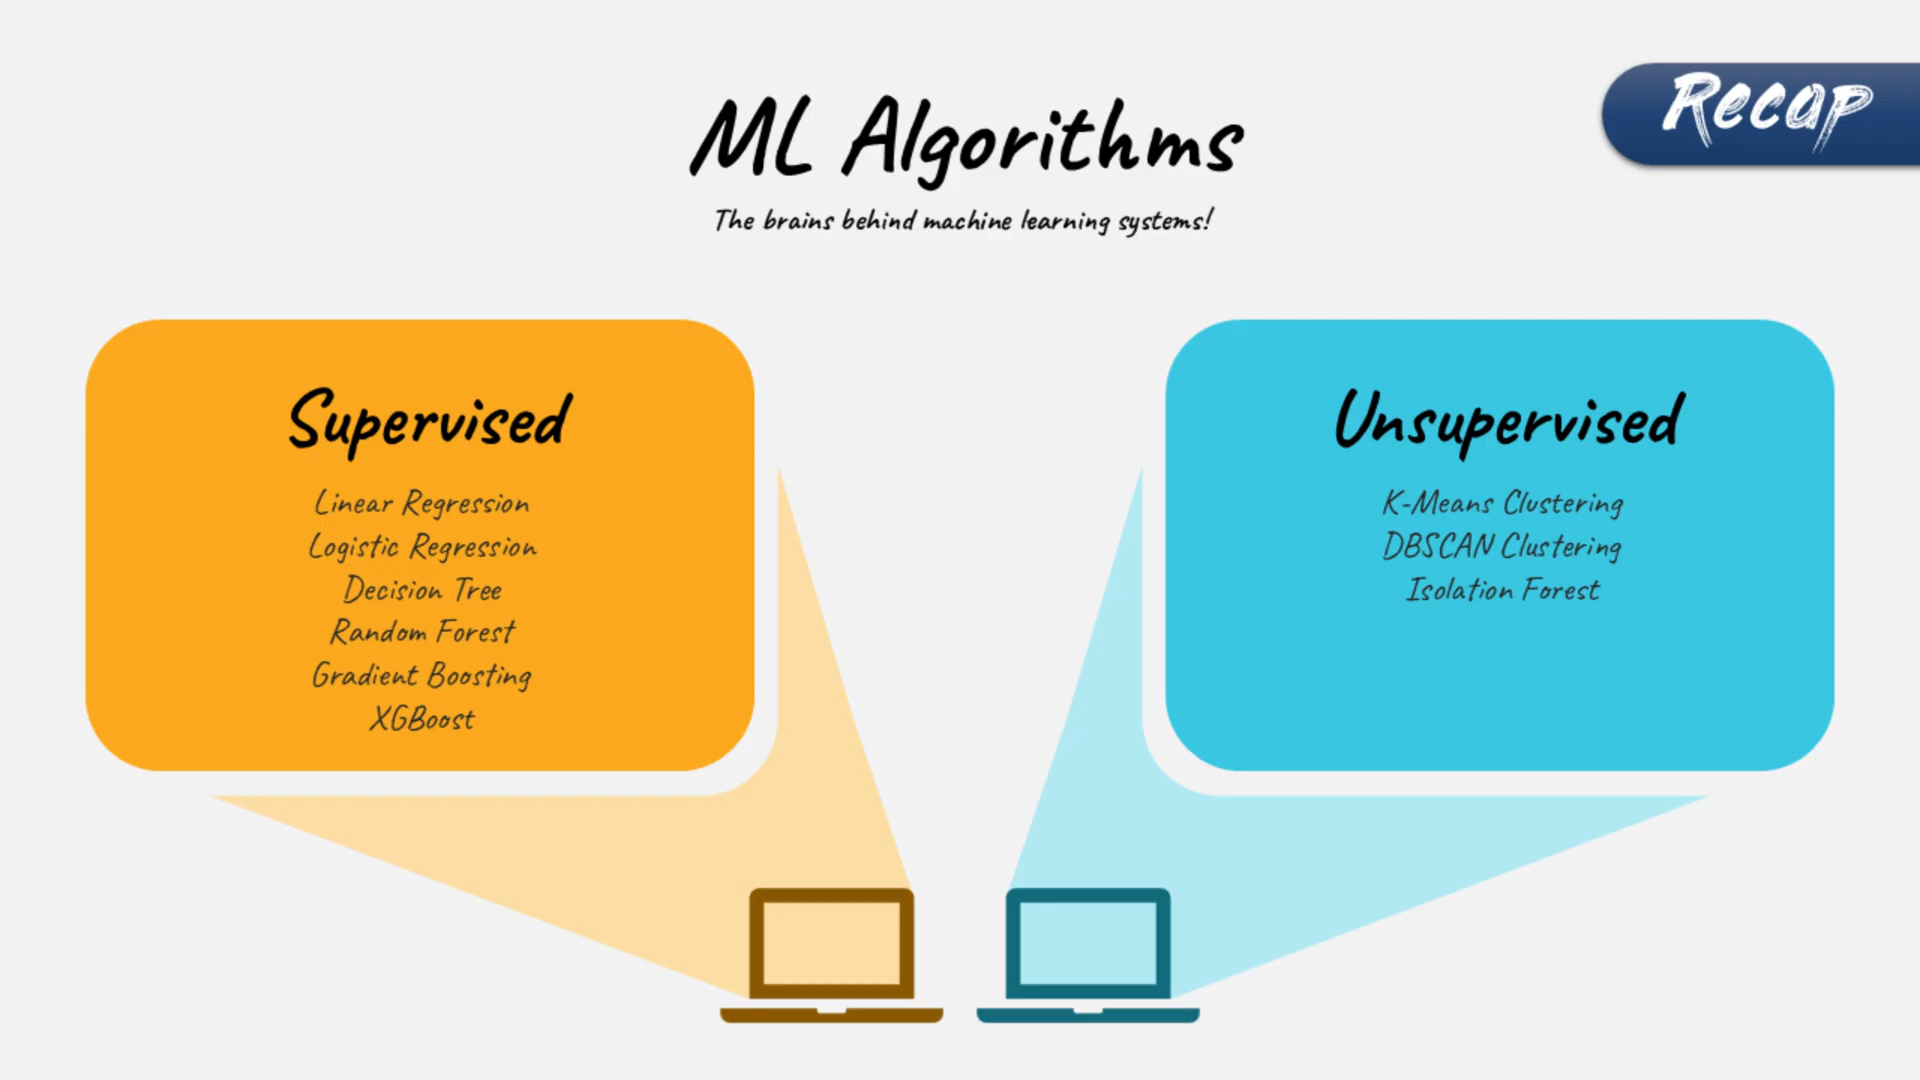 Recap
ML Algorithms
The brains behind machine learning systems!
Supervised
Linear Regression
Logistic Regression
Decision Tree
Random Forest
Gradient Boosting
XGBoost
Unsupervised
K-Means Clustering
DBSCAN Clustering
Isolation Forest